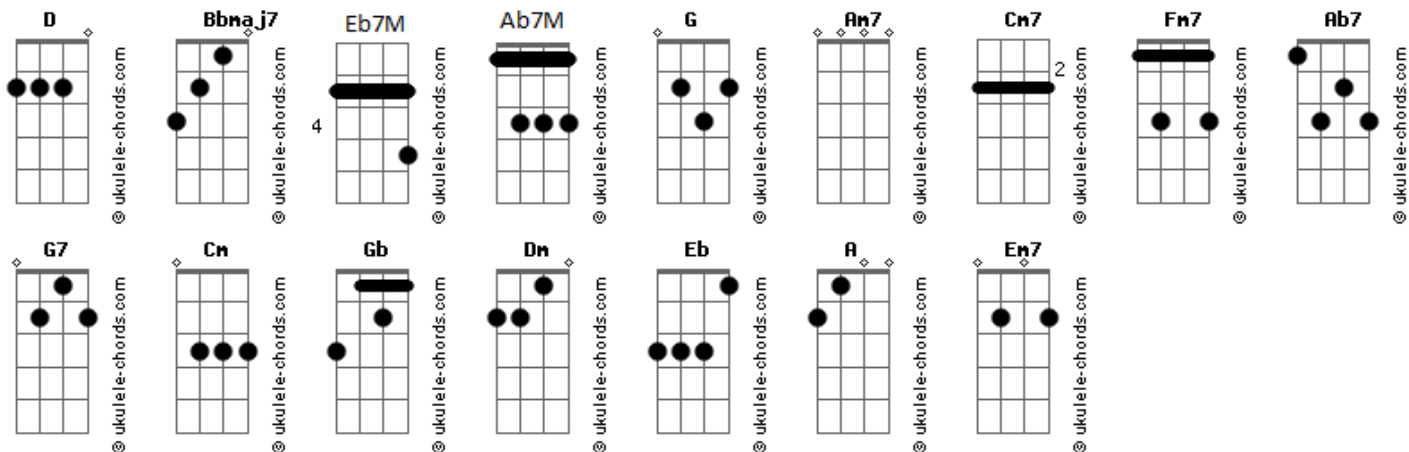 D Bbmaj7 Eb7M Ab7M G Am7 Cm7 Fm7 Ab7
4 2
© ukulele-chords.com © ukulele-chords.com © ukulele-chords.com © ukulele-chords.com © ukulele-chords.com © ukulele-chords.com © ukulele-chords.com © ukulele-chords.com © ukulele-chords.com
G7 Cm Gb Dm Eb A Em7
© ukulele-chords.com © ukulele-chords.com © ukulele-chords.com © ukulele-chords.com © ukulele-chords.com © ukulele-chords.com © ukulele-chords.com